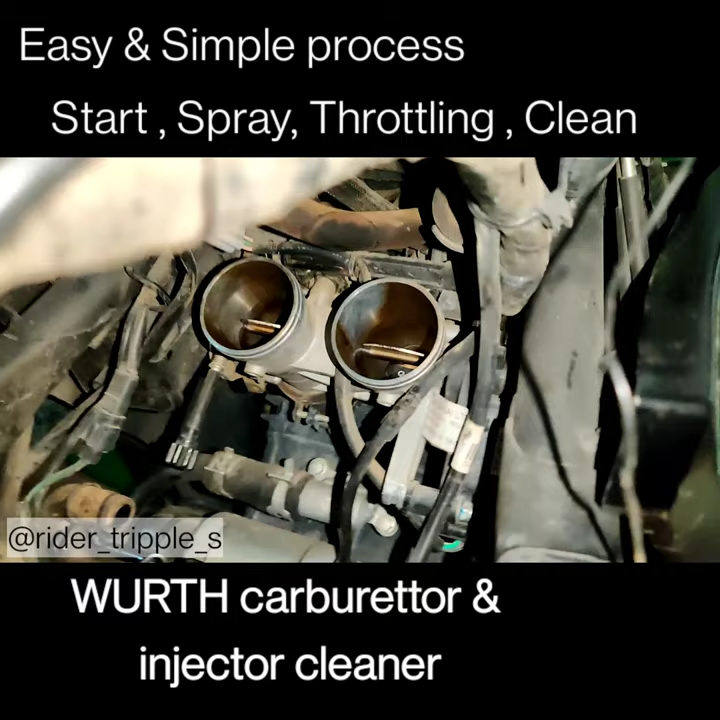 Easy & Simple process
Start , Spray, Throttling , Clean
@rider_tripple_s
WURTH carburettor &
injector cleaner